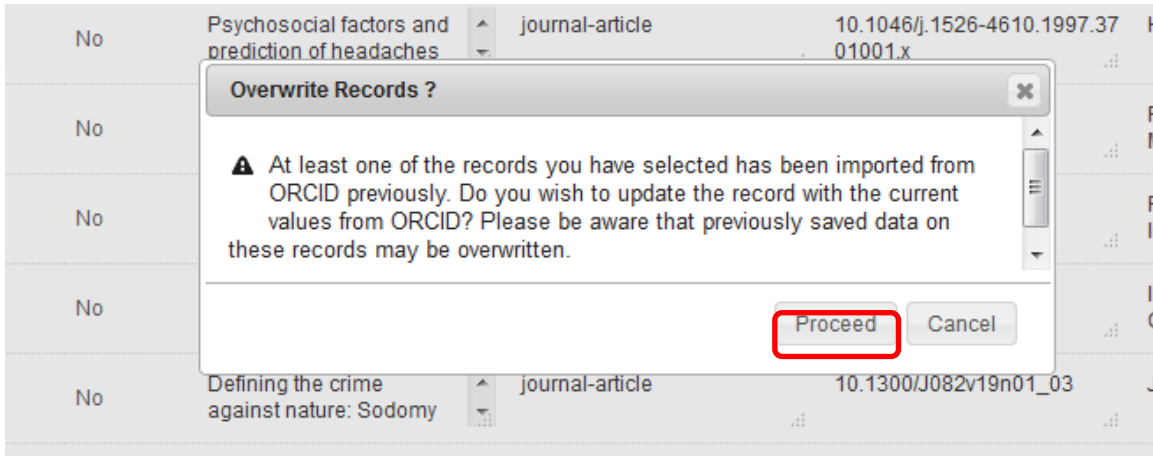 No
Psychosocial factors and
prediction of headaches
journal-article
10.1046/j.1526-4610.1997.37
01001.x
Overwrite Records ?
No
At least one of the records you have selected has been imported from
ORCID previously. Do you wish to update the record with the current
values from ORCID? Please be aware that previously saved data on
these records may be overwritten.
No
No
Proceed
Cancel
No
Defining the crime
against nature: Sodomy
journal-article
10.1300/J082v19n01_03